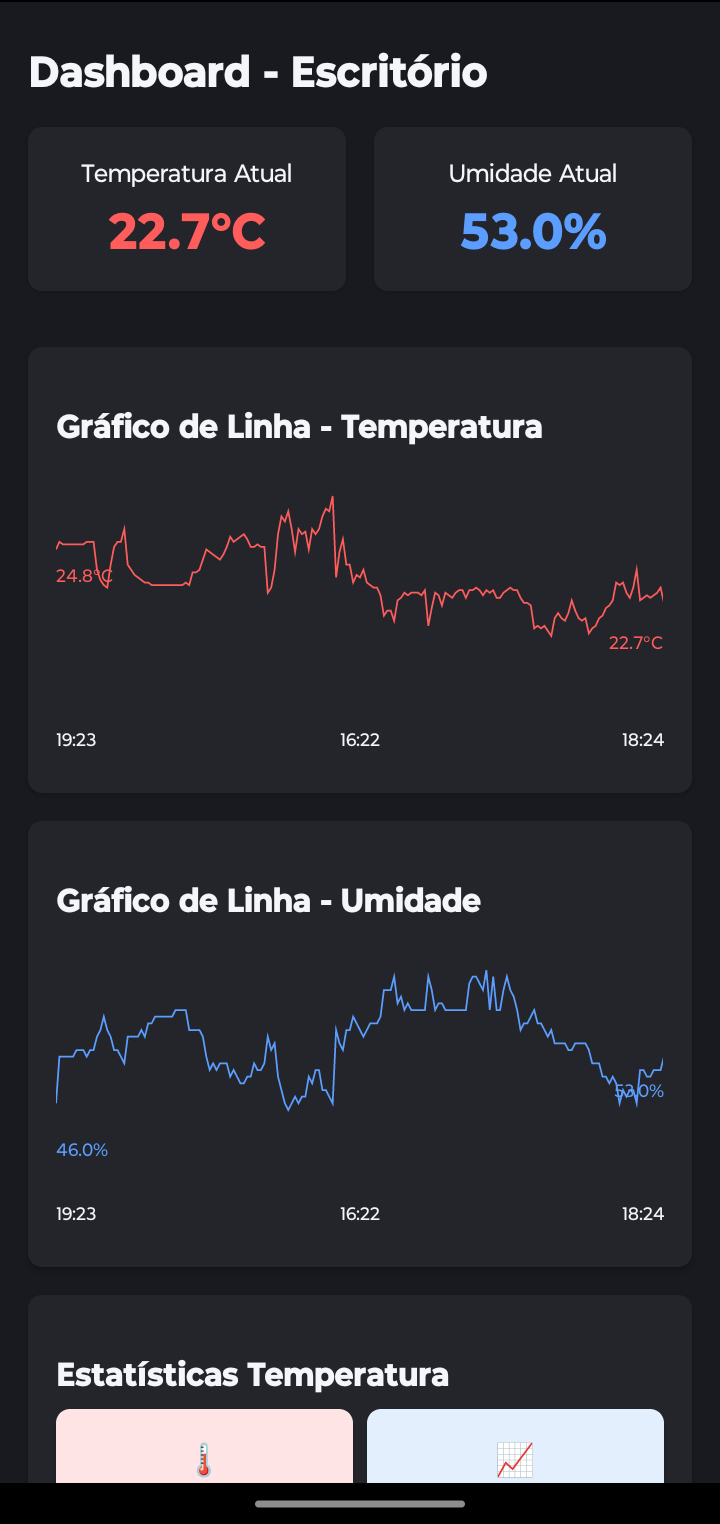 Dashboard - Escritório
Temperatura Atual
22.7°C
Umidade Atual
53.0%
Gráfico de Linha - Temperatura
24.8°C
22.7°C
19:23 16:22 18:24
Gráfico de Linha - Umidade
53.0%
46.0%
19:23 16:22 18:24
Estatísticas Temperatura